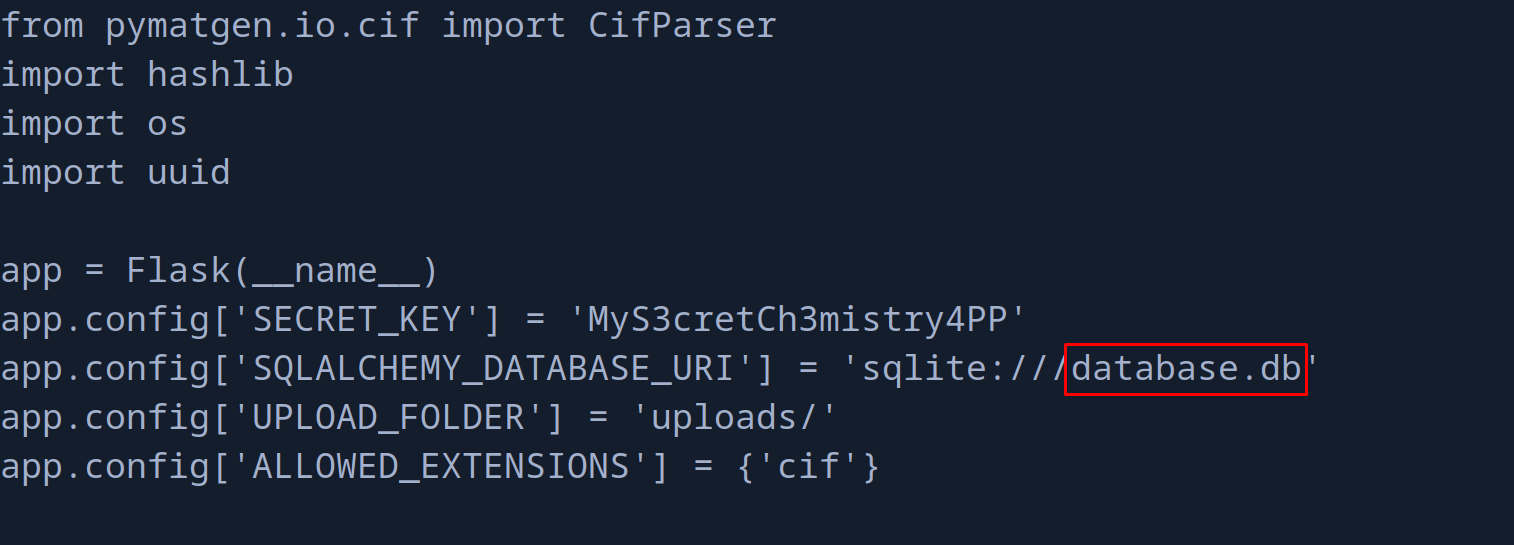 from pymatgen.io.cif import CifParser
import hashlib
import os
import uuid
app = Flask(__name__)
app.config['SECRET_KEY'] = 'MyS3cretCh3mistry4PP'
app.config['SQLALCHEMY_DATABASE_URI'] = 'sqlite:///database.db'
app.config['UPLOAD_FOLDER'] = 'uploads/'
app.config['ALLOWED_EXTENSIONS'] = {'cif'}